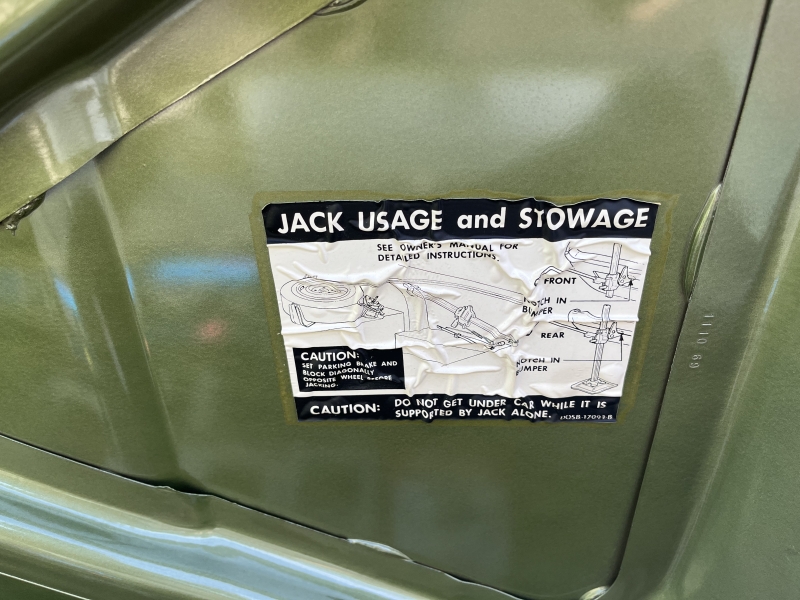 JACK USAGE and STOWAGE
SEE OWNER'S MANUAL FOR
DETAILED INSTRUCTIONS.
FRONT
NOTCH IN
BUMPER
REAR
NOTCH IN
BUMPER
CAUTION:
SET PARKING BRAKE AND
BLOCK DIAGONALLY
OPPOSITE WHEEL BEFORE
JACKING.
CAUTION: DO NOT GET UNDER CAR WHILE IT IS
SUPPORTED BY JACK ALONE.
1110 69